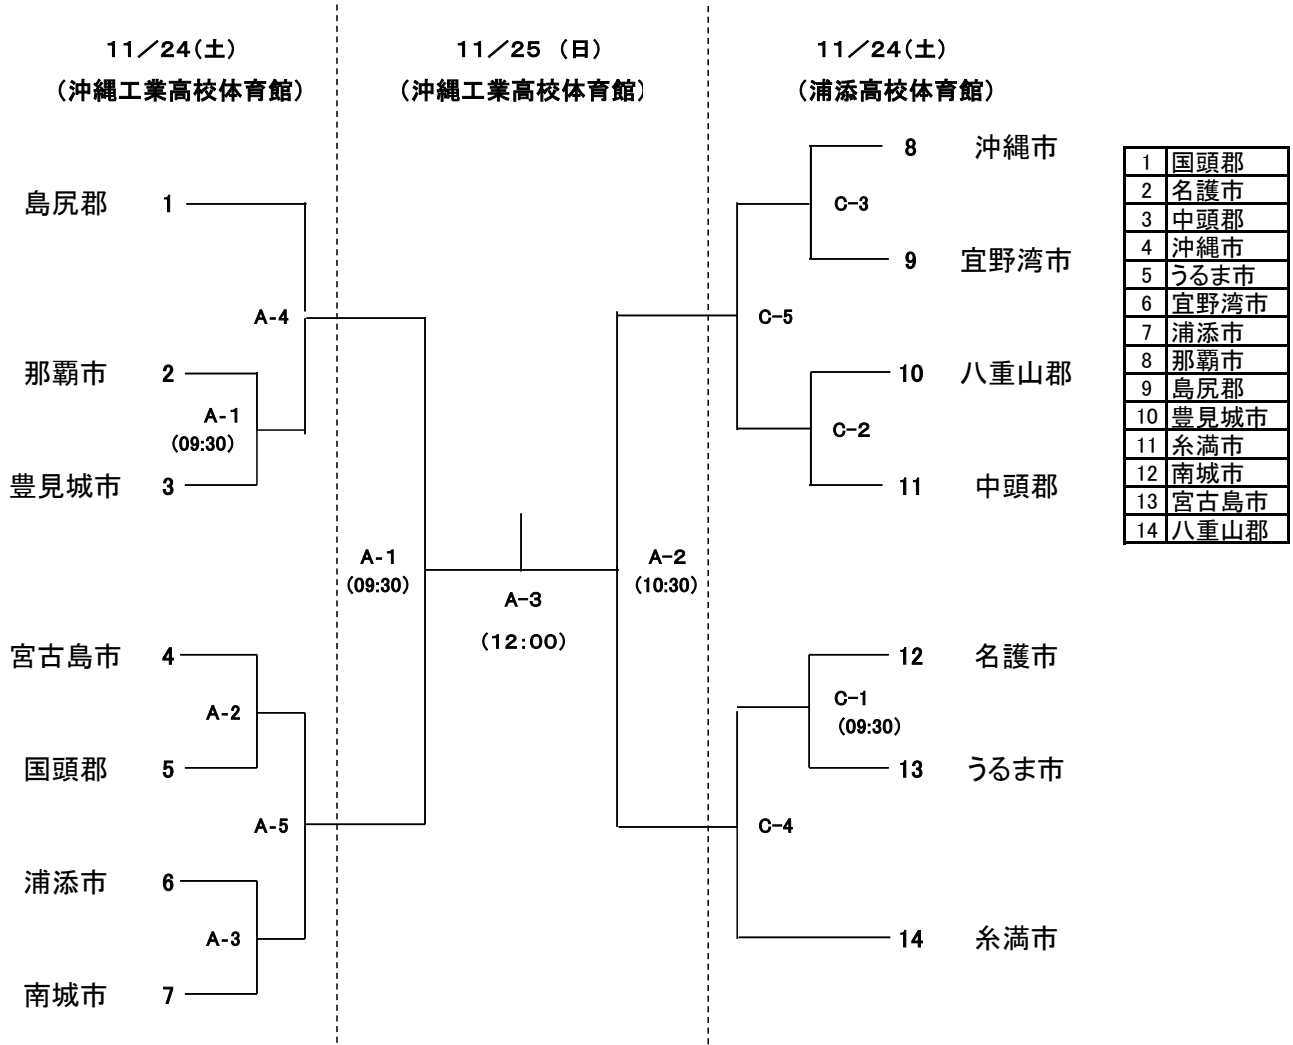 11／24(土)
(沖縄工業高校体育館)
11／25 (日)
(沖縄工業高校体育館)
11／24(土)
(浦添高校体育館)
島尻郡 1
A-4
那覇市 2
A-1
(09:30)
豊見城市 3
宮古島市 4
A-2
国頭郡 5
A-5
浦添市 6
A-3
南城市 7
A-1
(09:30)
A-3
(12:00)
A-2
(10:30)
8 沖縄市
C-3
9 宜野湾市
C-5
10 八重山郡
C-2
11 中頭郡
12 名護市
C-1
(09:30)
13 うるま市
C-4
14 糸満市
1 国頭郡
2 名護市
3 中頭郡
4 沖縄市
5 うるま市
6 宜野湾市
7 浦添市
8 那覇市
9 島尻郡
10 豊見城市
11 糸満市
12 南城市
13 宮古島市
14 八重山郡